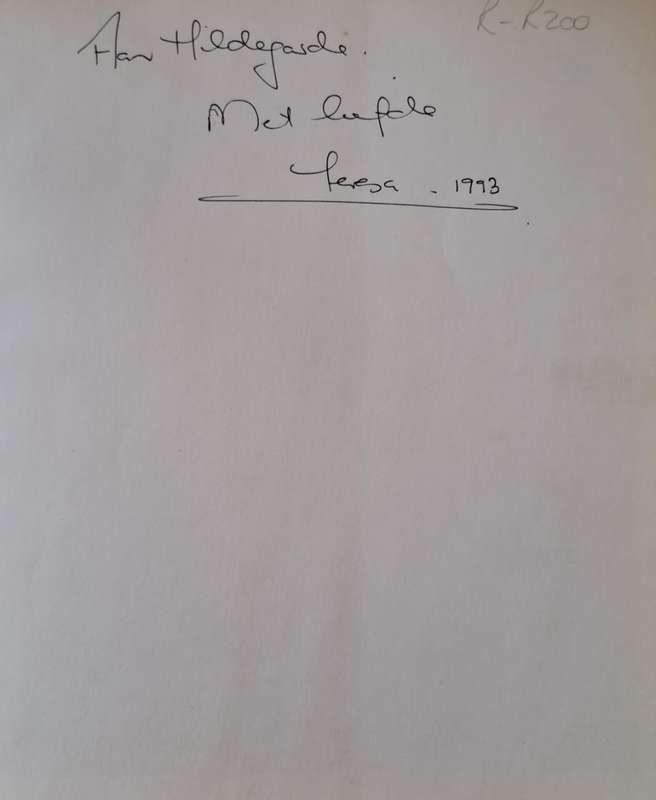 R-R200
Aan Hildegarde.
Met liefde
Teresa - 1993